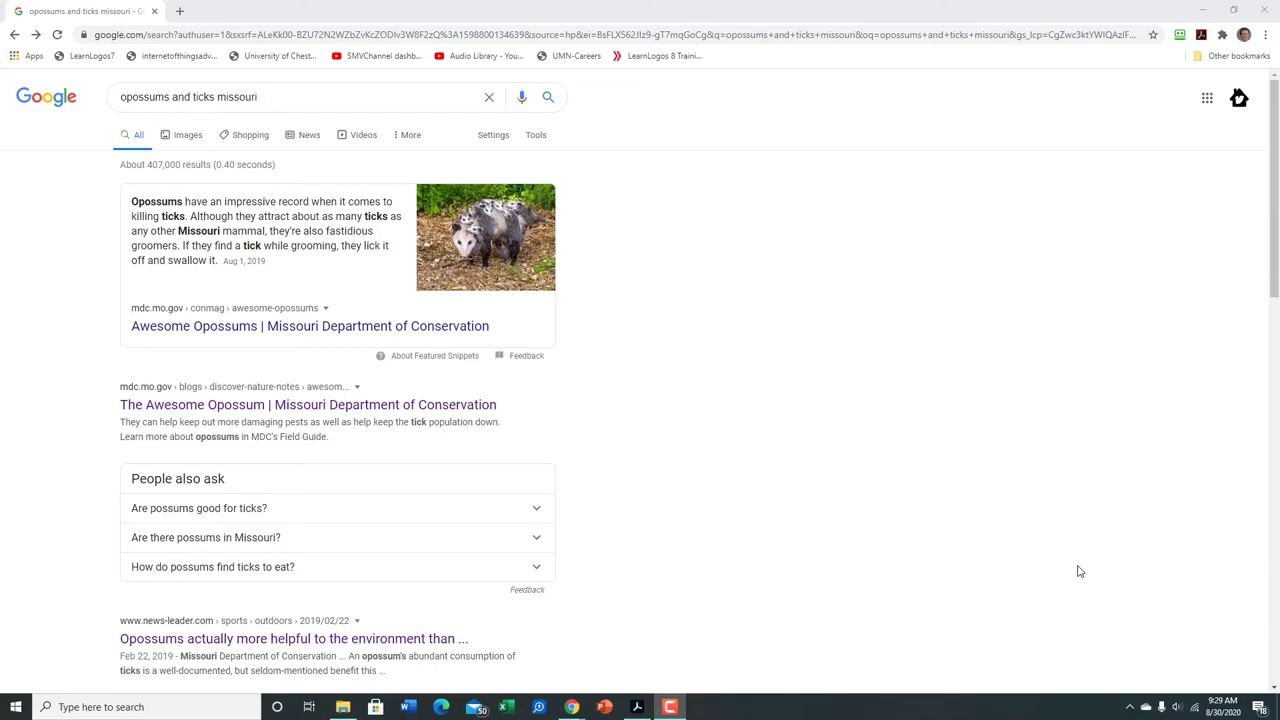 opossums and ticks missouri - G
google.com/search?authuser=1&sxsrf=ALeKk00-BZU72N2WZbZvKcZODlv3W8F2zQ%3A1598800134639&source=hp&ei=BsFLX562JIz9-gT7mqGoCg&q=opossums+and+ticks+missouri&oq=opossums+and+ticks+missouri&gs_lcp=CgZwc3ktYWIQAzIF...
Apps LearnLogos7 internetofthingsadv... University of Chest... SMVChannel dashb... Audio Library - You... UMN-Careers LearnLogos 8 Traini... Other bookmarks
Google opossums and ticks missouri
All Images Shopping News Videos More Settings Tools
About 407,000 results (0.40 seconds)
Opossums have an impressive record when it comes to
killing ticks. Although they attract about as many ticks as
any other Missouri mammal, they're also fastidious
groomers. If they find a tick while grooming, they lick it
off and swallow it. Aug 1, 2019
mdc.mo.gov › conmag › awesome-opossums
Awesome Opossums | Missouri Department of Conservation
About Featured Snippets Feedback
mdc.mo.gov › blogs › discover-nature-notes › awesom...
The Awesome Opossum | Missouri Department of Conservation
They can help keep out more damaging pests as well as help keep the tick population down.
Learn more about opossums in MDC's Field Guide.
People also ask
Are possums good for ticks?
Are there possums in Missouri?
How do possums find ticks to eat?
Feedback
www.news-leader.com › sports › outdoors › 2019/02/22
Opossums actually more helpful to the environment than ...
Feb 22, 2019 - Missouri Department of Conservation ... An opossum's abundant consumption of
ticks is a well-documented, but seldom-mentioned benefit this ...
Type here to search 50 9:29 AM
8/30/2020 18